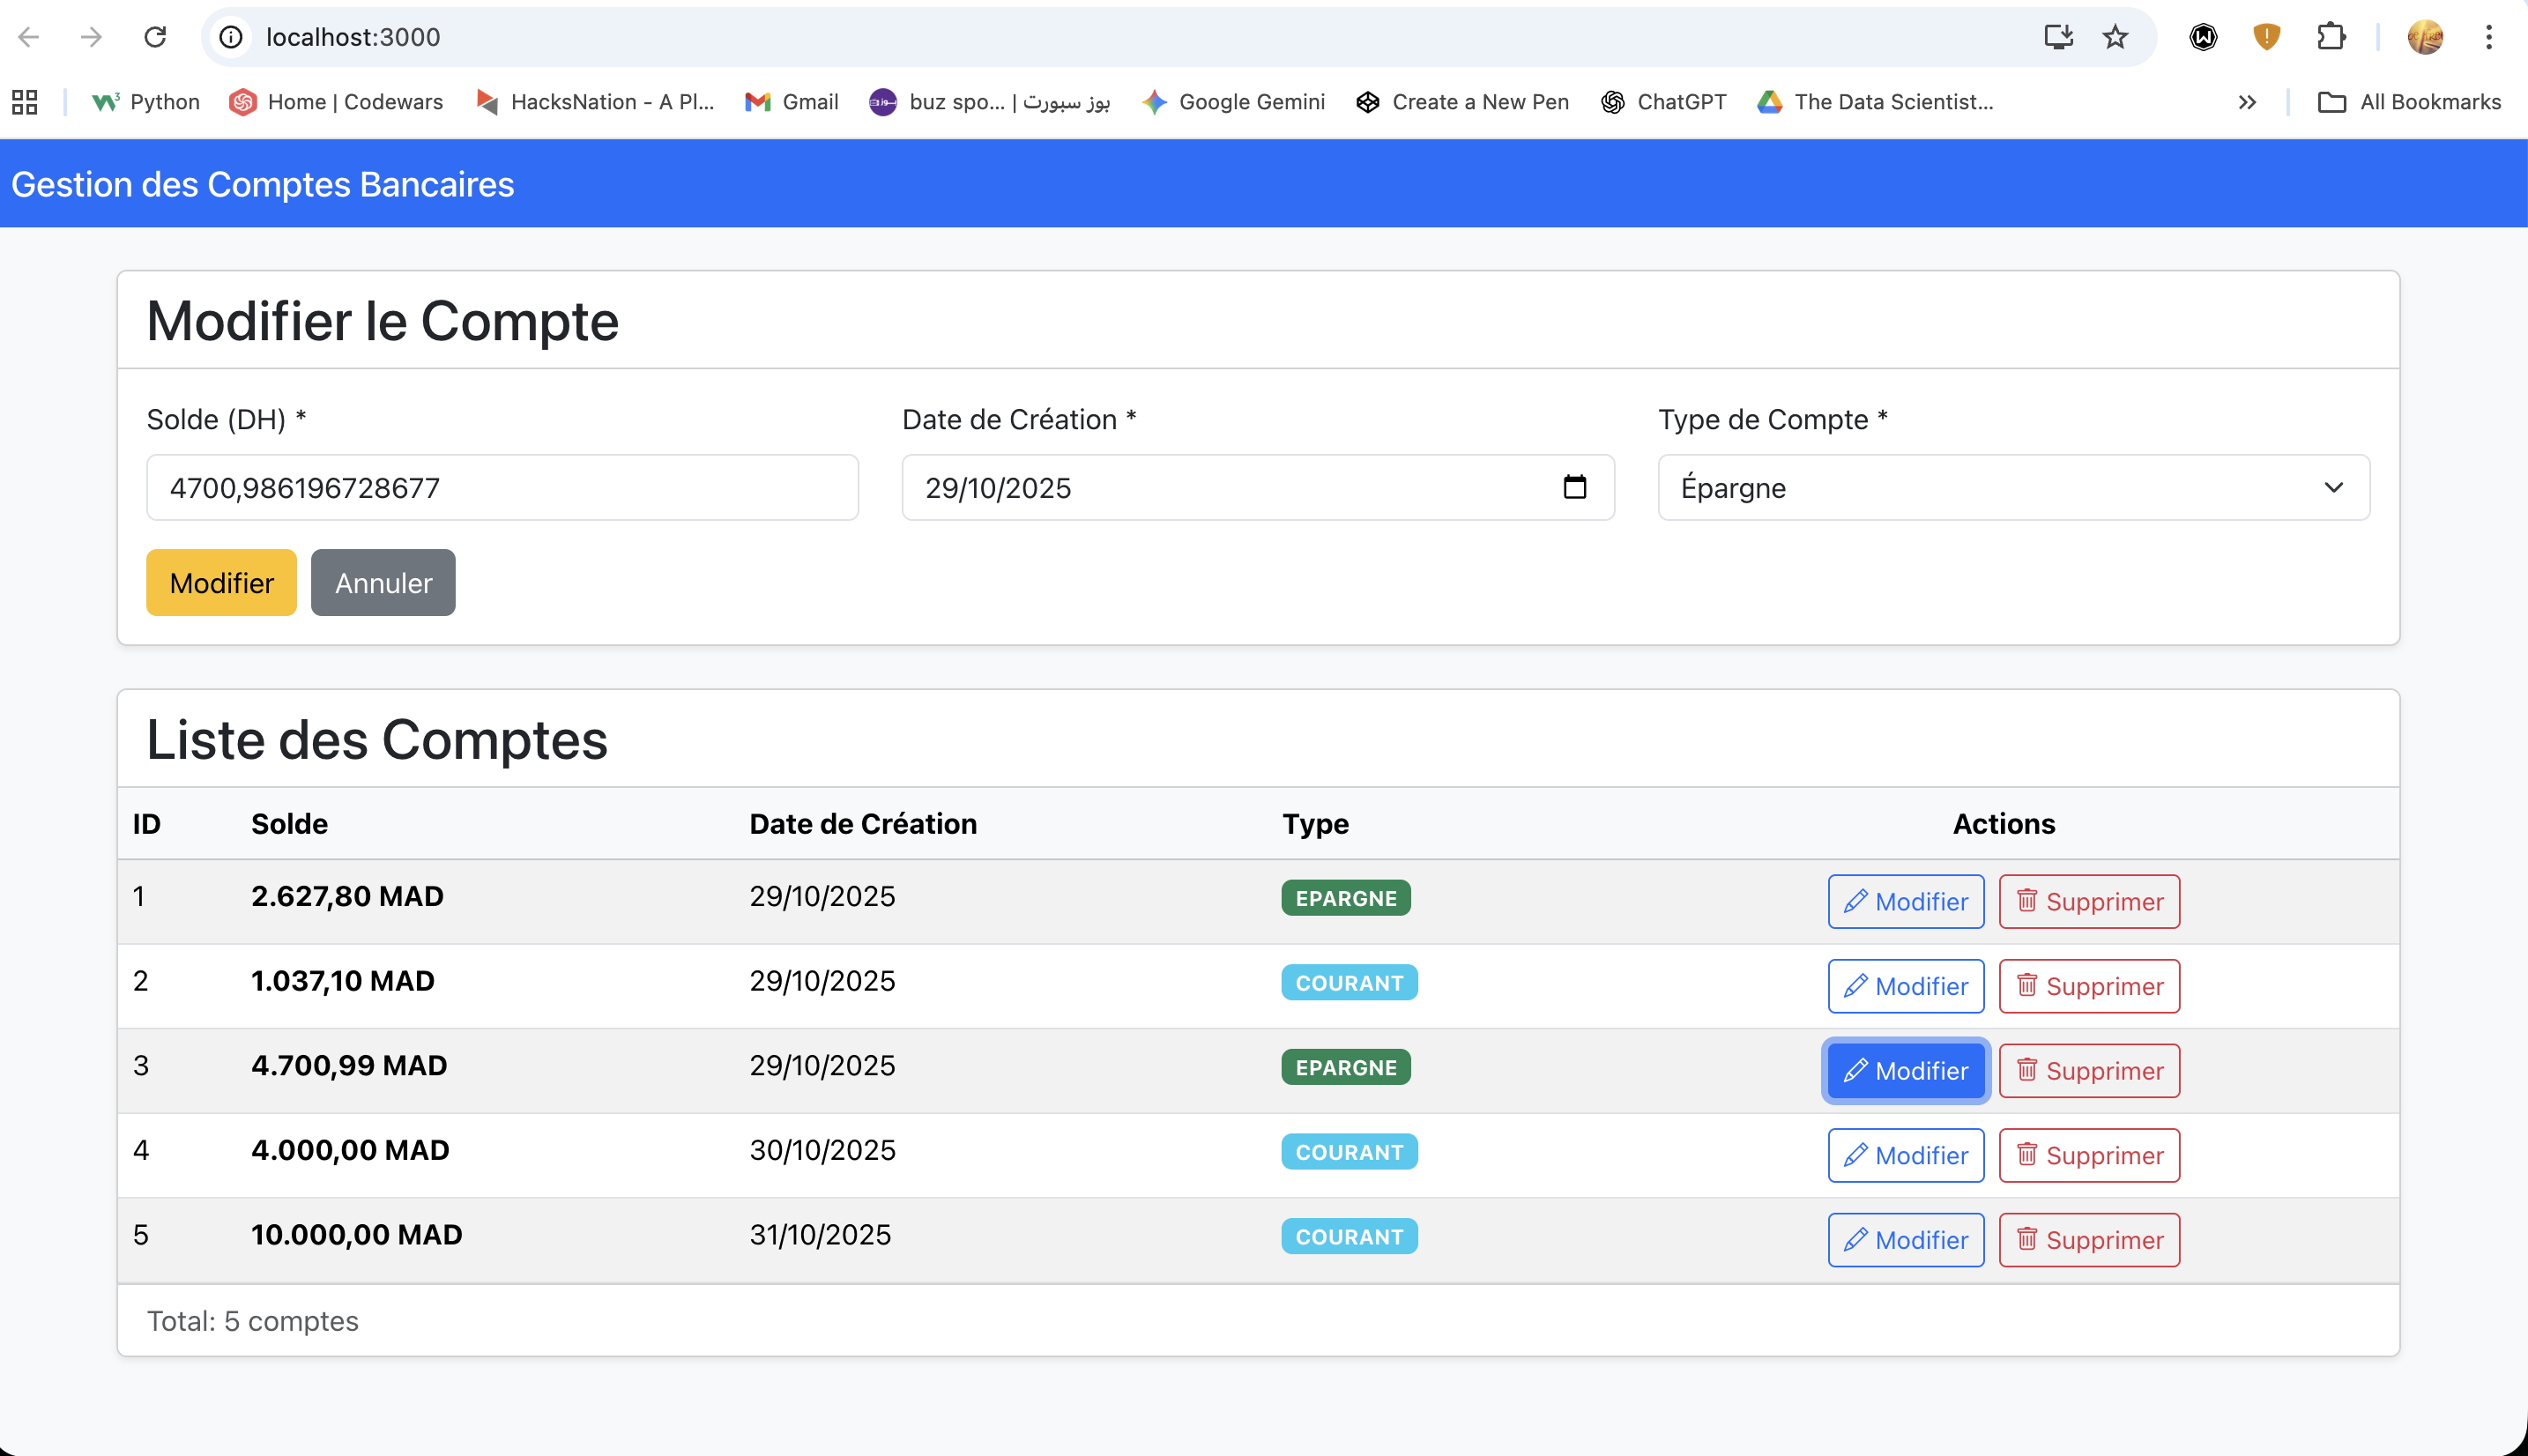 localhost:3000
Python Home | Codewars HacksNation - A Pl... Gmail buz spo... | بوز سبورت Google Gemini Create a New Pen ChatGPT The Data Scientist... All Bookmarks
Gestion des Comptes Bancaires
Modifier le Compte
Solde (DH) * Date de Création * Type de Compte *
4700,986196728677 29/10/2025 Épargne
Modifier Annuler
Liste des Comptes
ID Solde Date de Création Type Actions
1 2.627,80 MAD 29/10/2025 EPARGNE Modifier Supprimer
2 1.037,10 MAD 29/10/2025 COURANT Modifier Supprimer
3 4.700,99 MAD 29/10/2025 EPARGNE Modifier Supprimer
4 4.000,00 MAD 30/10/2025 COURANT Modifier Supprimer
5 10.000,00 MAD 31/10/2025 COURANT Modifier Supprimer
Total: 5 comptes